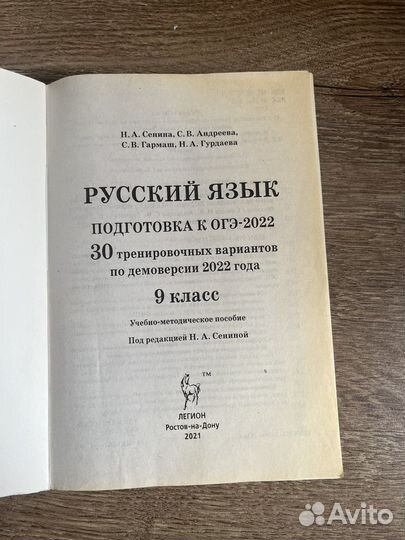 Н. А. Сенина, С. В. Андреева,
С. В. Гармаш, Н. А. Гурдаева
РУССКИЙ ЯЗЫК
ПОДГОТОВКА К ОГЭ-2022
30 тренировочных вариантов
по демоверсии 2022 года
9 класс
Учебно-методическое пособие
Под редакцией Н. А. Сениной
TM
ЛЕГИОН
Ростов-на-Дону
2021
Avito